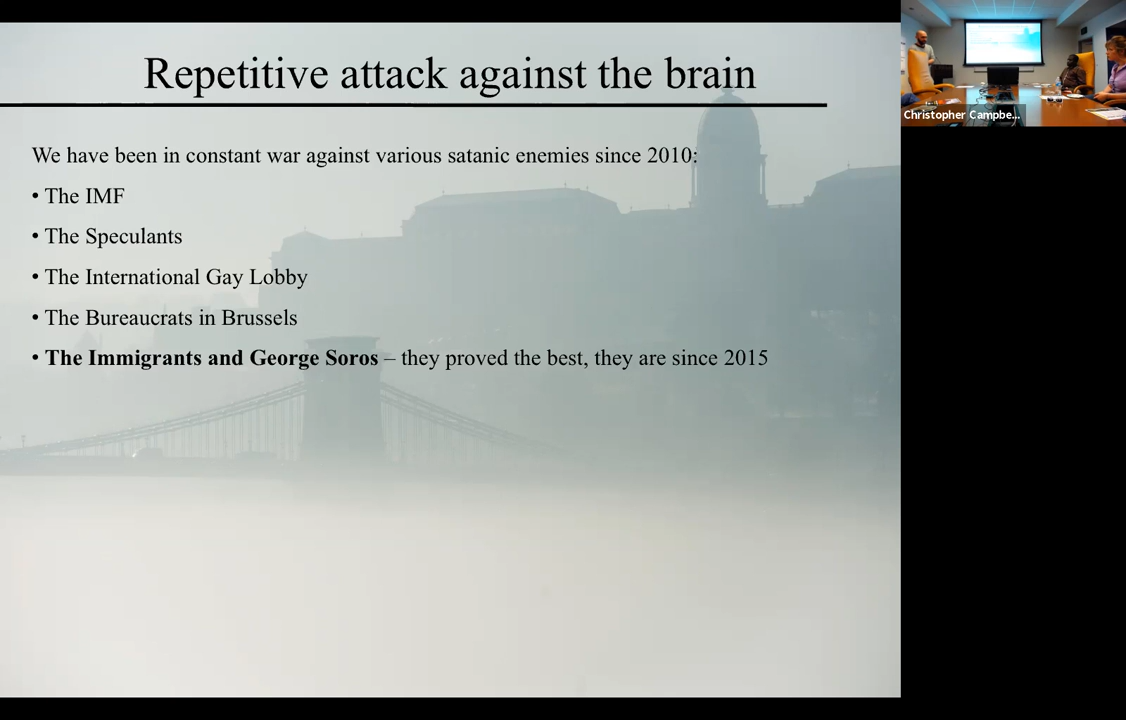 Repetitive attack against the brain
We have been in constant war against various satanic enemies since 2010:
• The IMF
• The Speculants
• The International Gay Lobby
• The Bureaucrats in Brussels
• The Immigrants and George Soros – they proved the best, they are since 2015
Christopher Campbe...